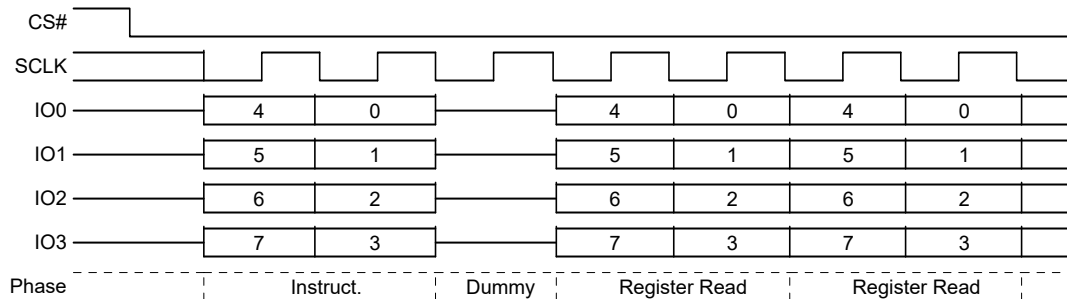 CS#
SCLK
IO0 4 0 4 0 4 0
IO1 5 1 5 1 5 1
IO2 6 2 6 2 6 2
IO3 7 3 7 3 7 3
Phase Instruct. Dummy Register Read Register Read